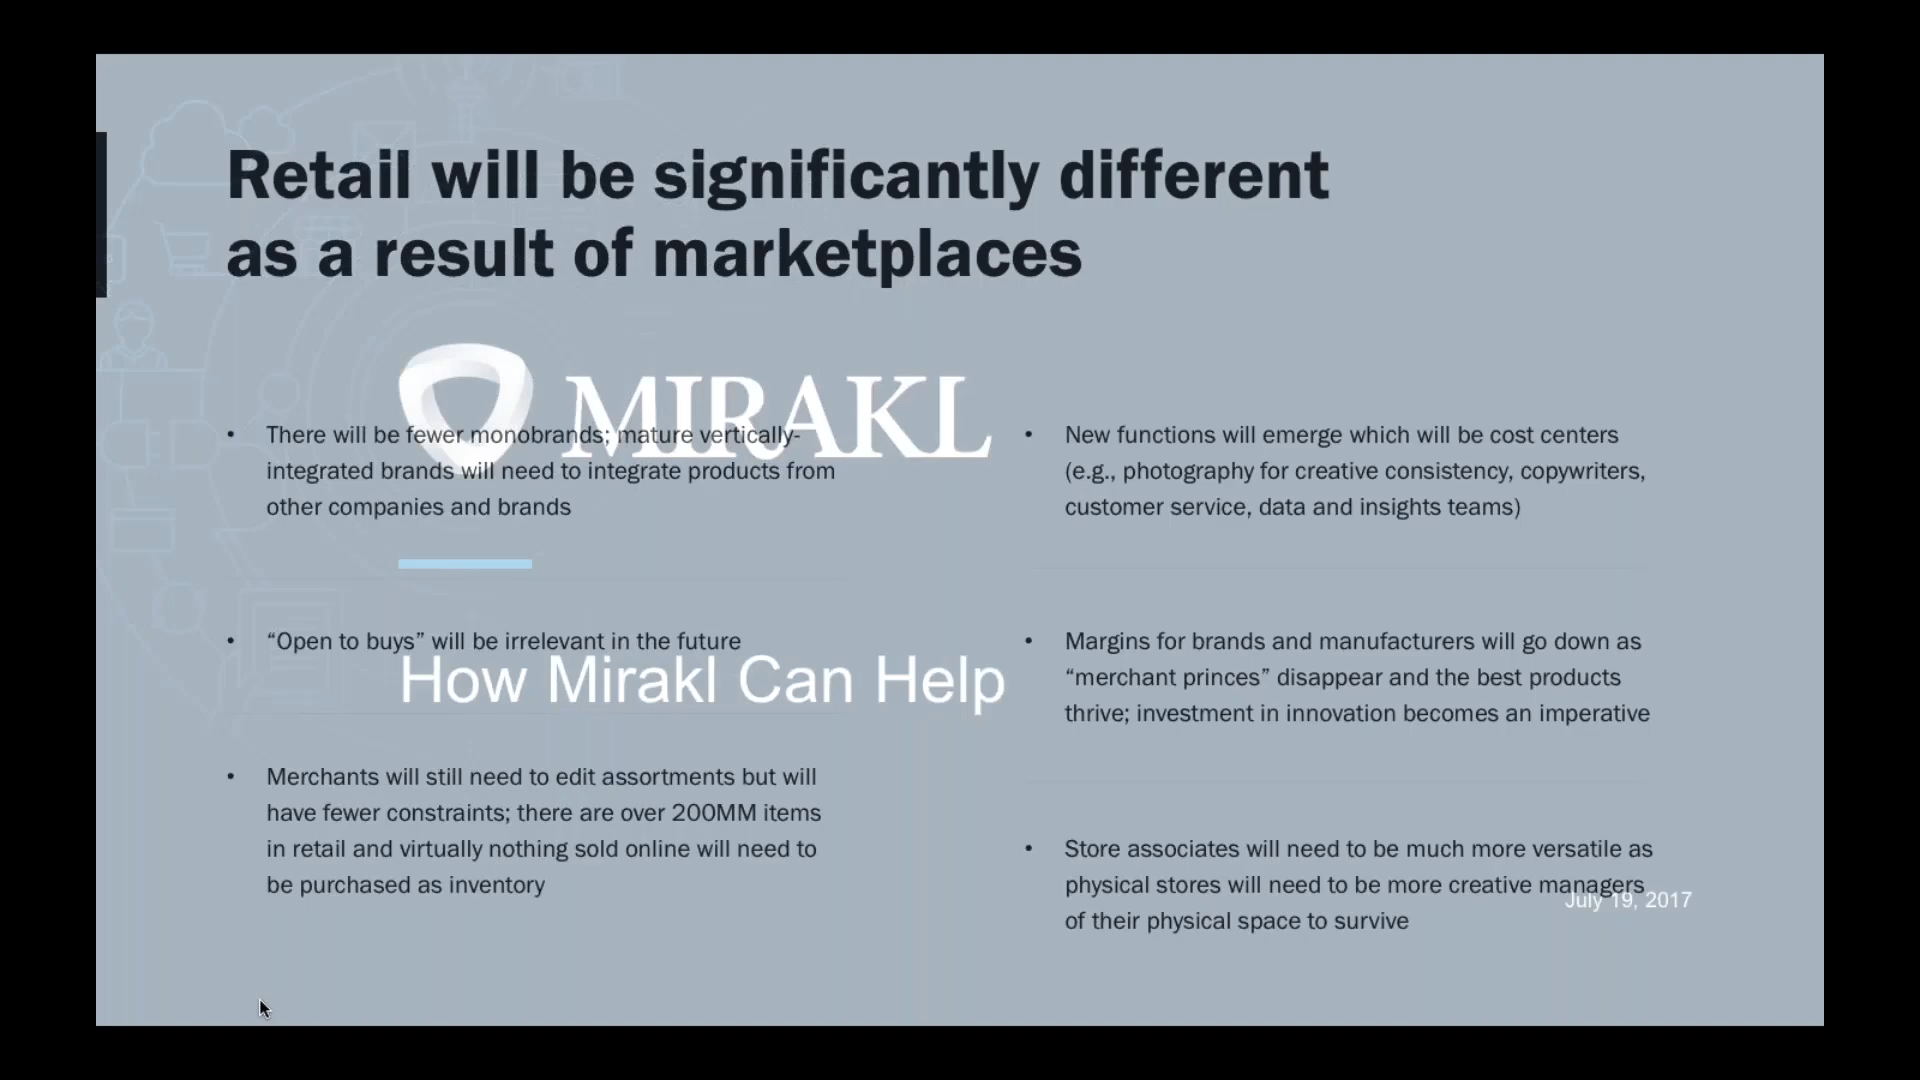 Retail will be significantly different
as a result of marketplaces
MIRAKL
• There will be fewer monobrands; mature vertically-
integrated brands will need to integrate products from
other companies and brands
• “Open to buys” will be irrelevant in the future
How Mirakl Can Help
• Merchants will still need to edit assortments but will
have fewer constraints; there are over 200MM items
in retail and virtually nothing sold online will need to
be purchased as inventory
• New functions will emerge which will be cost centers
(e.g., photography for creative consistency, copywriters,
customer service, data and insights teams)
• Margins for brands and manufacturers will go down as
“merchant princes” disappear and the best products
thrive; investment in innovation becomes an imperative
• Store associates will need to be much more versatile as
physical stores will need to be more creative managers
of their physical space to survive
July 19, 2017